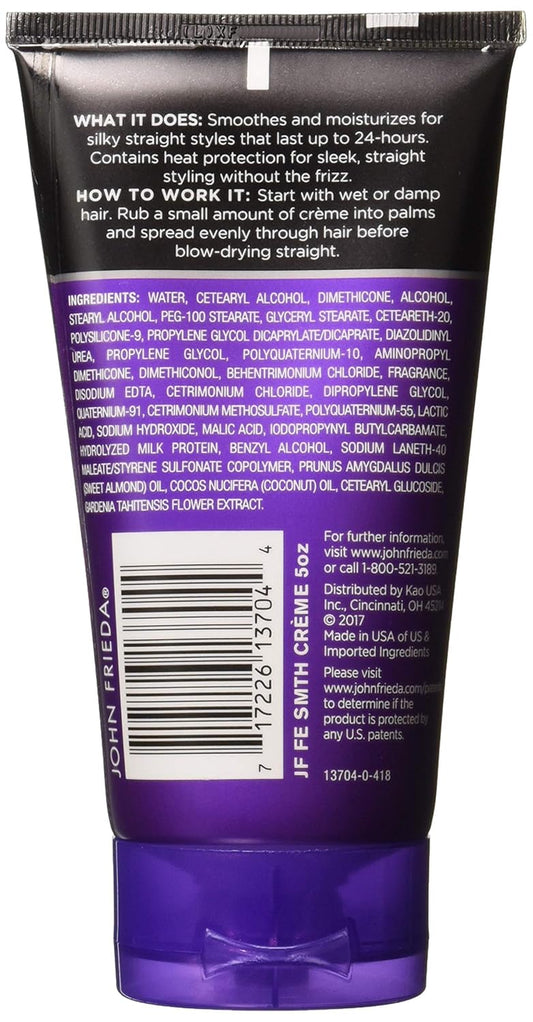 WHAT IT DOES: Smoothes and moisturizes for
silky straight styles that last up to 24-hours.
Contains heat protection for sleek, straight
styling without the frizz.
HOW TO WORK IT: Start with wet or damp
hair. Rub a small amount of crème into palms
and spread evenly through hair before
blow-drying straight.
INGREDIENTS: WATER, CETEARYL ALCOHOL, DIMETHICONE, ALCOHOL,
STEARYL ALCOHOL, PEG-100 STEARATE, GLYCERYL STEARATE, CETEARETH-20,
POLYSILICONE-9, PROPYLENE GLYCOL DICAPRYLATE/DICAPRATE, DIAZOLIDINYL
UREA, PROPYLENE GLYCOL, POLYQUATERNIUM-10, AMINOPROPYL
DIMETHICONE, DIMETHICONOL, BEHENTRIMONIUM CHLORIDE, FRAGRANCE,
DISODIUM EDTA, CETRIMONIUM CHLORIDE, DIPROPYLENE GLYCOL,
QUATERNIUM-91, CETRIMONIUM METHOSULFATE, POLYQUATERNIUM-55, LACTIC
ACID, SODIUM HYDROXIDE, MALIC ACID, IODOPROPYNYL BUTYLCARBAMATE,
HYDROLYZED MILK PROTEIN, BENZYL ALCOHOL, SODIUM LANETH-40
MALEATE/STYRENE SULFONATE COPOLYMER, PRUNUS AMYGDALUS DULCIS
(SWEET ALMOND) OIL, COCOS NUCIFERA (COCONUT) OIL, CETEARYL GLUCOSIDE,
GARDENIA TAHITENSIS FLOWER EXTRACT.
JOHN FRIEDA®
7 17226 13704 4
JF FE SMTH CRÈME 5oz
For further information,
visit www.johnfrieda.com
or call 1-800-521-3189.
Distributed by Kao USA
Inc., Cincinnati, OH 45214
© 2017
Made in USA of US &
Imported Ingredients
Please visit
to determine if the
product is protected by
any U.S. patents.
13704-0-418